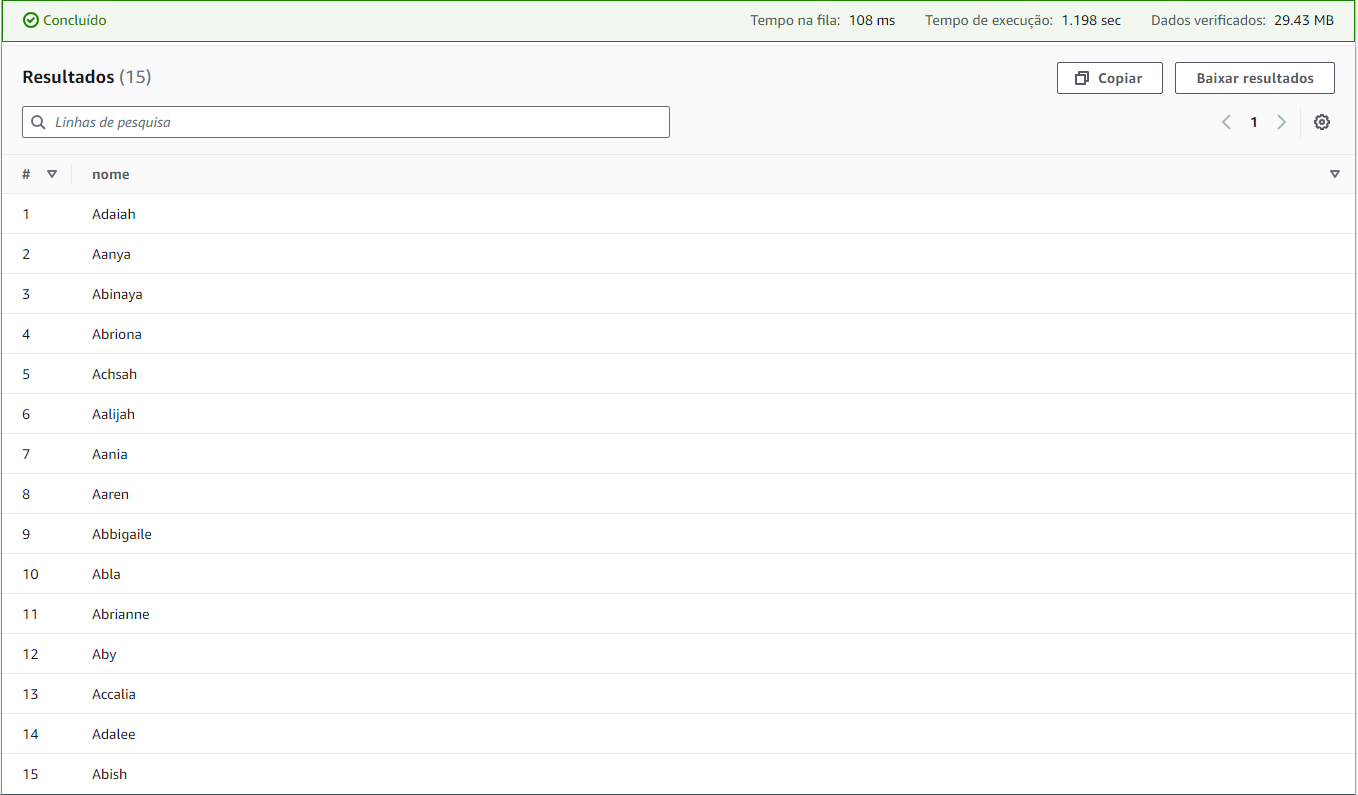 Concluído Tempo na fila: 108 ms Tempo de execução: 1.198 sec Dados verificados: 29.43 MB
Resultados (15) Copiar Baixar resultados
Linhas de pesquisa 1
# nome
1 Adaiah
2 Aanya
3 Abinaya
4 Abriona
5 Achsah
6 Aalijah
7 Aania
8 Aaren
9 Abbigaile
10 Abla
11 Abrianne
12 Aby
13 Accalia
14 Adalee
15 Abish